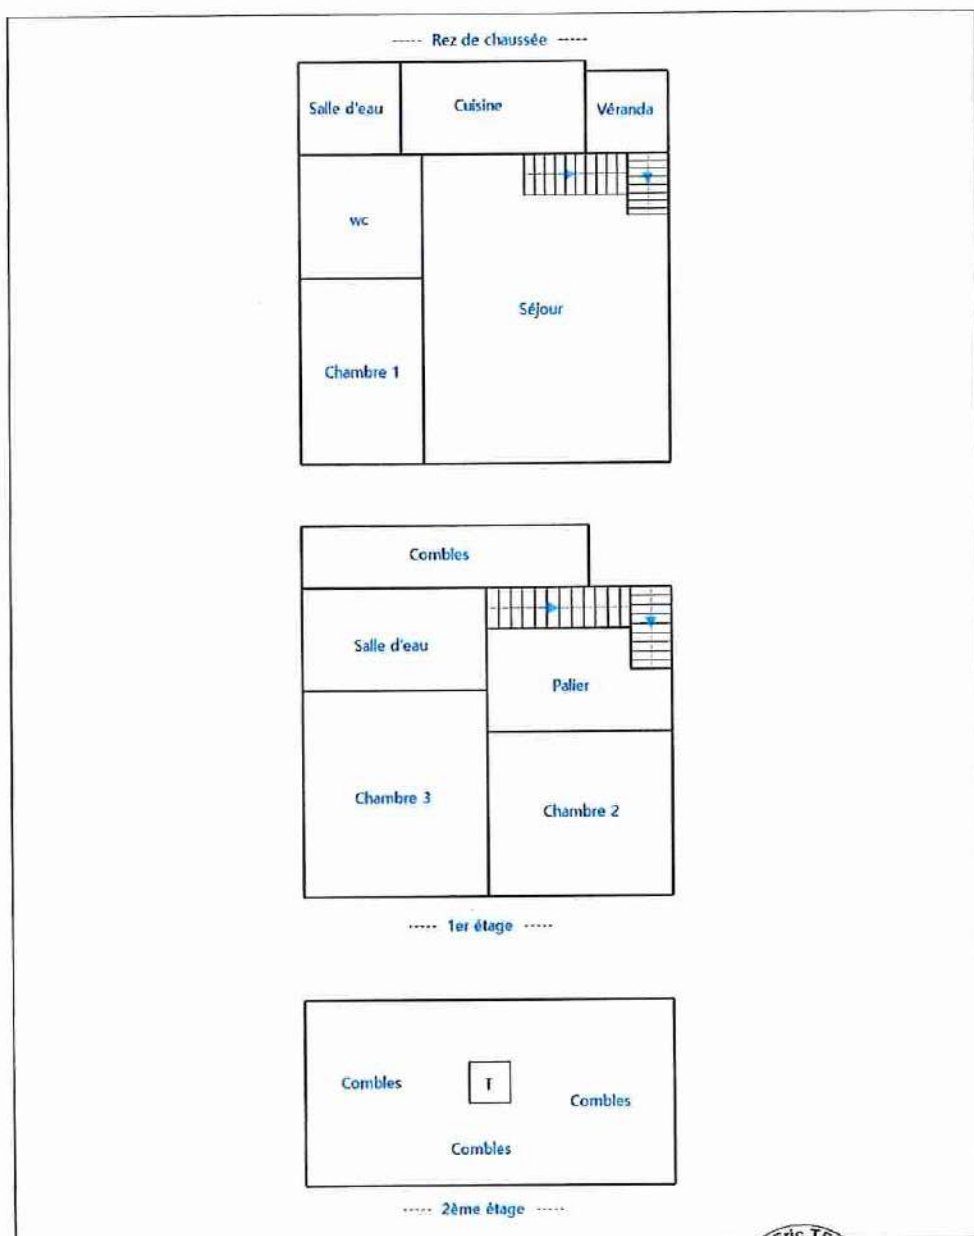 ----- Rez de chaussée -----
Salle d'eau
Cuisine
Véranda
wc
Séjour
Chambre 1
Combles
Salle d'eau
Palier
Chambre 3
Chambre 2
----- 1er étage -----
Combles
T
Combles
Combles
----- 2ème étage -----